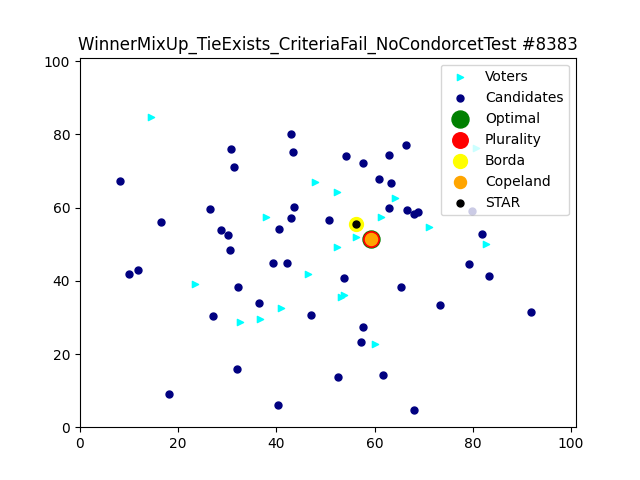 WinnerMixUp_TieExists_CriteriaFail_NoCondorcetTest #8383
100
80
60
40
20
0
0
20
40
60
80
100
Voters
Candidates
Optimal
Plurality
Borda
Copeland
STAR